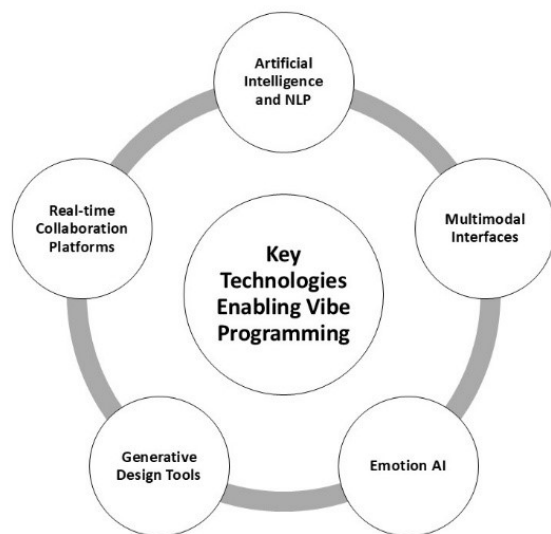 Artificial
Intelligence
and NLP
Real-time
Collaboration
Platforms
Multimodal
Interfaces
Key
Technologies
Enabling Vibe
Programming
Generative
Design Tools
Emotion AI